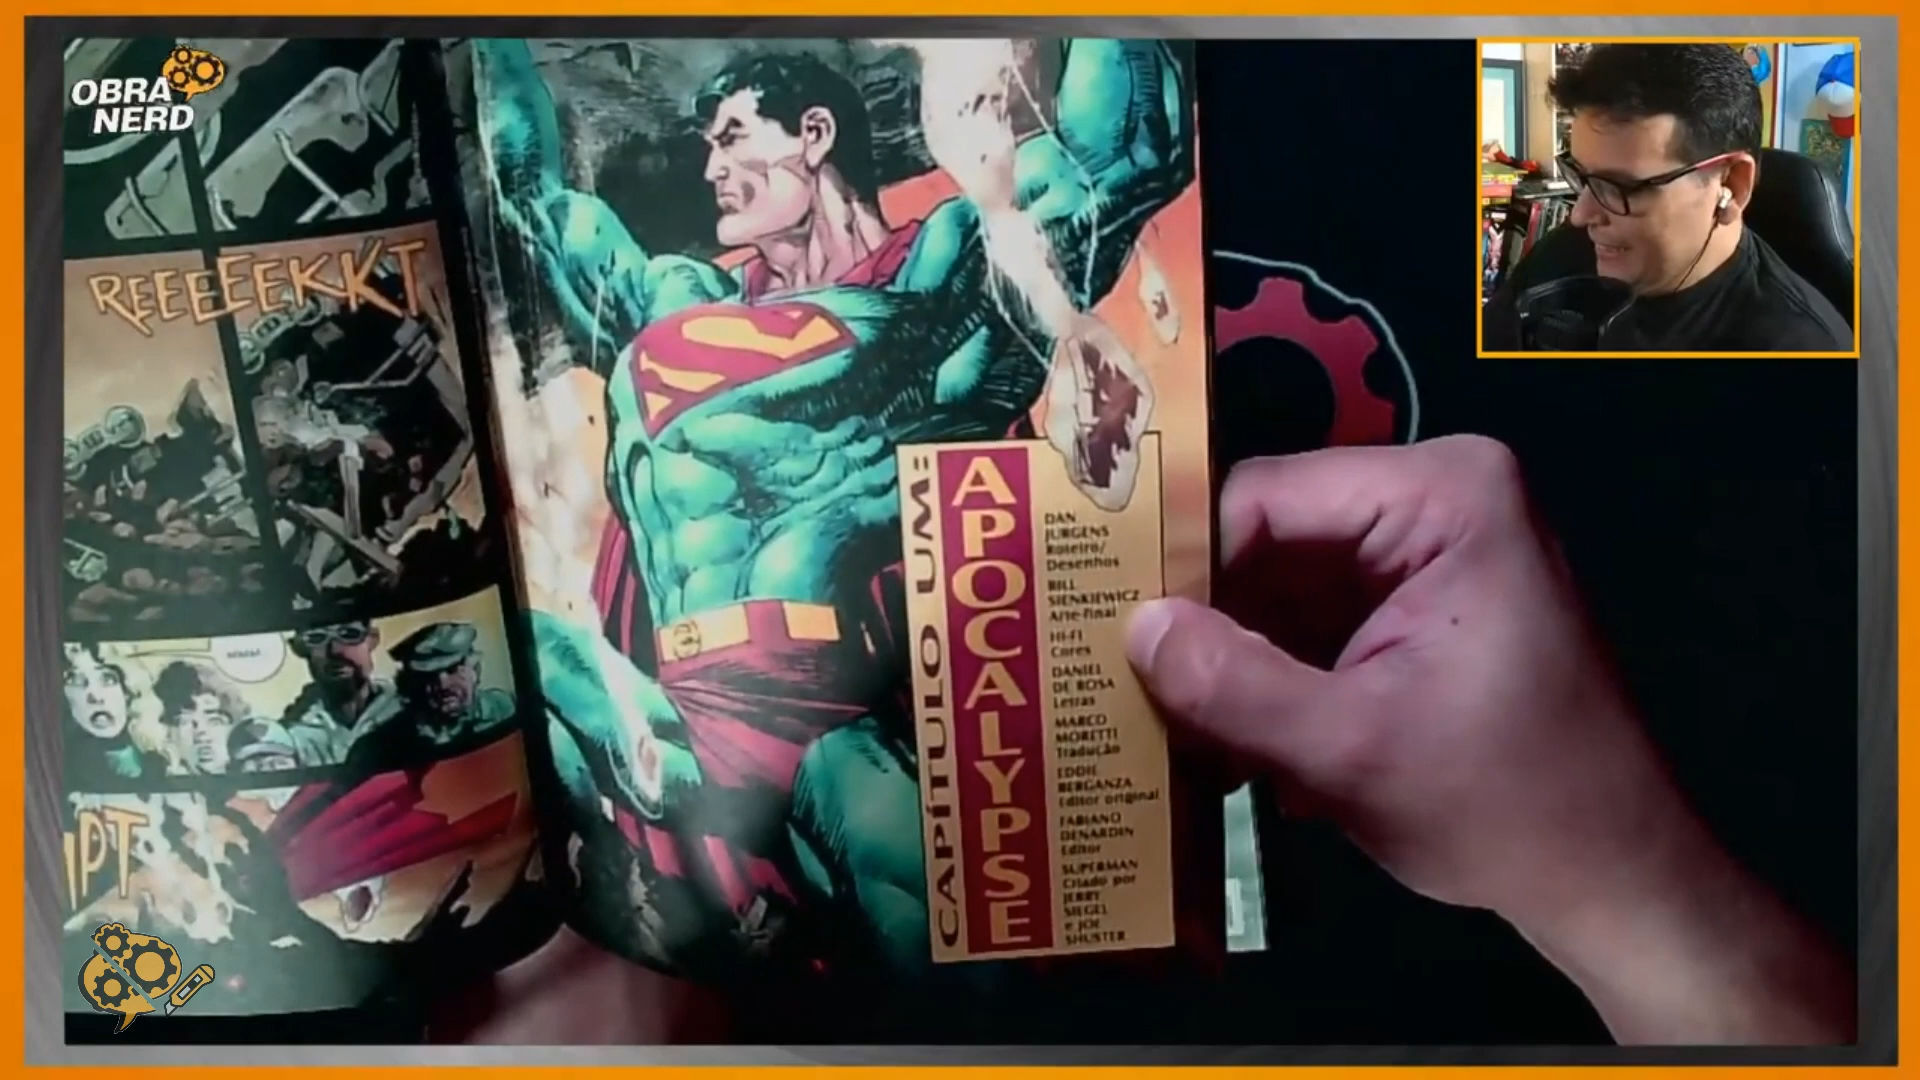 OBRA
NERD
REEEEEKKT
IPT
CAPÍTULO UM:
APOCALYPSE
DAN
JURGENS
Roteiro/
Desenhos
BILL
SIENKIEWICZ
Arte-final
HI-FI
Cores
DANIEL
DE ROSA
Letras
MARCO
MORETTI
Tradução
EDDIE
BERGANZA
Editor original
FABIANO
DENARDIN
Editor
SUPERMAN
Criado por
JERRY
SIEGEL
e JOE
SHUSTER